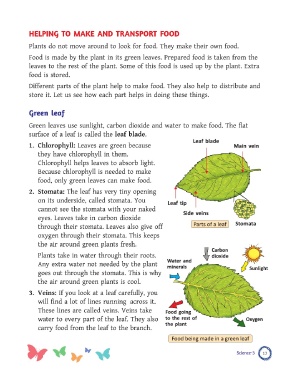 HELPING TO MAKE AND TRANSPORT FOOD
Plants do not move around to look for food. They make their own food.
Food is made by the plant in its green leaves. Prepared food is taken from the
leaves to the rest of the plant. Some of this food is used up by the plant. Extra
food is stored.
Different parts of the plant help to make food. They also help to distribute and
store it. Let us see how each part helps in doing these things.
Green leaf
Green leaves use sunlight, carbon dioxide and water to make food. The flat
surface of a leaf is called the leaf blade.
1. Chlorophyll: Leaves are green because
they have chlorophyll in them.
Chlorophyll helps leaves to absorb light.
Because chlorophyll is needed to make
food, only green leaves can make food.
2. Stomata: The leaf has very tiny opening
on its underside, called stomata. You
cannot see the stomata with your naked
eyes. Leaves take in carbon dioxide
through their stomata. Leaves also give off
oxygen through their stomata. This keeps
the air around green plants fresh.
Plants take in water through their roots.
Any extra water not needed by the plant
goes out through the stomata. This is why
the air around green plants is cool.
3. Veins: If you look at a leaf carefully, you
will find a lot of lines running across it.
These lines are called veins. Veins take
water to every part of the leaf. They also
carry food from the leaf to the branch.
Leaf blade
Main vein
Leaf tip
Side veins
Parts of a leaf
Stomata
Carbon
dioxide
Water and
minerals
Sunlight
Food going
to the rest of
the plant
Oxygen
Food being made in a green leaf
Science-5